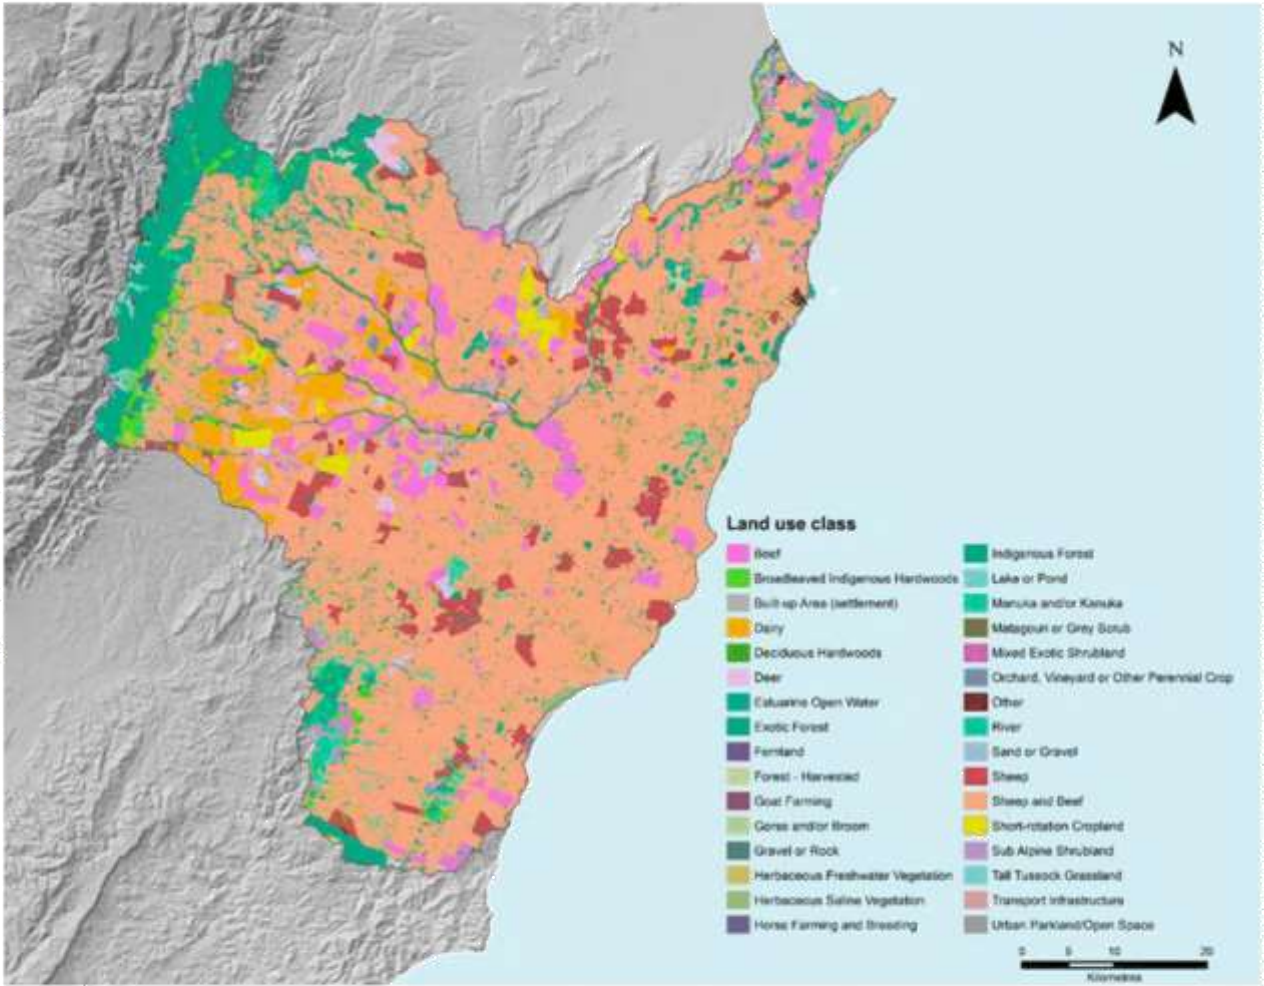 N
Land use class
Beef
Broadleaved Indigenous Hardwoods
Built-up Area (settlement)
Dairy
Deciduous Hardwoods
Deer
Estuarine Open Water
Exotic Forest
Fernland
Forest - Harvested
Goat Farming
Gorse and/or Broom
Gravel or Rock
Herbaceous Freshwater Vegetation
Herbaceous Saline Vegetation
Horse Farming and Breeding
Indigenous Forest
Lake or Pond
Manuka and/or Kanuka
Matagouri or Grey Scrub
Mixed Exotic Shrubland
Orchard, Vineyard or Other Perennial Crop
Other
River
Sand or Gravel
Sheep
Sheep and Beef
Short-rotation Cropland
Sub Alpine Shrubland
Tall Tussock Grassland
Transport Infrastructure
Urban Parkland/Open Space
0 5 10 20
Kilometres